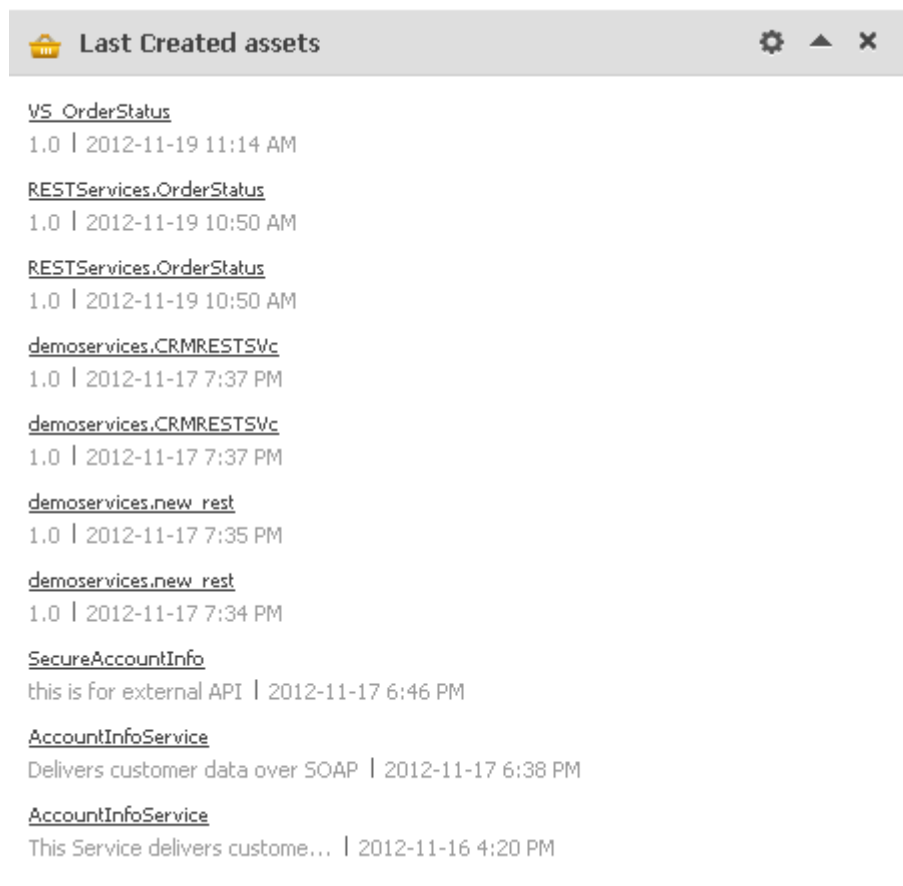 Last Created assets
VS_OrderStatus
1.0 | 2012-11-19 11:14 AM
RESTServices.OrderStatus
1.0 | 2012-11-19 10:50 AM
RESTServices.OrderStatus
1.0 | 2012-11-19 10:50 AM
demoservices.CRMRESTSVc
1.0 | 2012-11-17 7:37 PM
demoservices.CRMRESTSVc
1.0 | 2012-11-17 7:37 PM
demoservices.new_rest
1.0 | 2012-11-17 7:35 PM
demoservices.new_rest
1.0 | 2012-11-17 7:34 PM
SecureAccountInfo
this is for external API | 2012-11-17 6:46 PM
AccountInfoService
Delivers customer data over SOAP | 2012-11-17 6:38 PM
AccountInfoService
This Service delivers custome... | 2012-11-16 4:20 PM